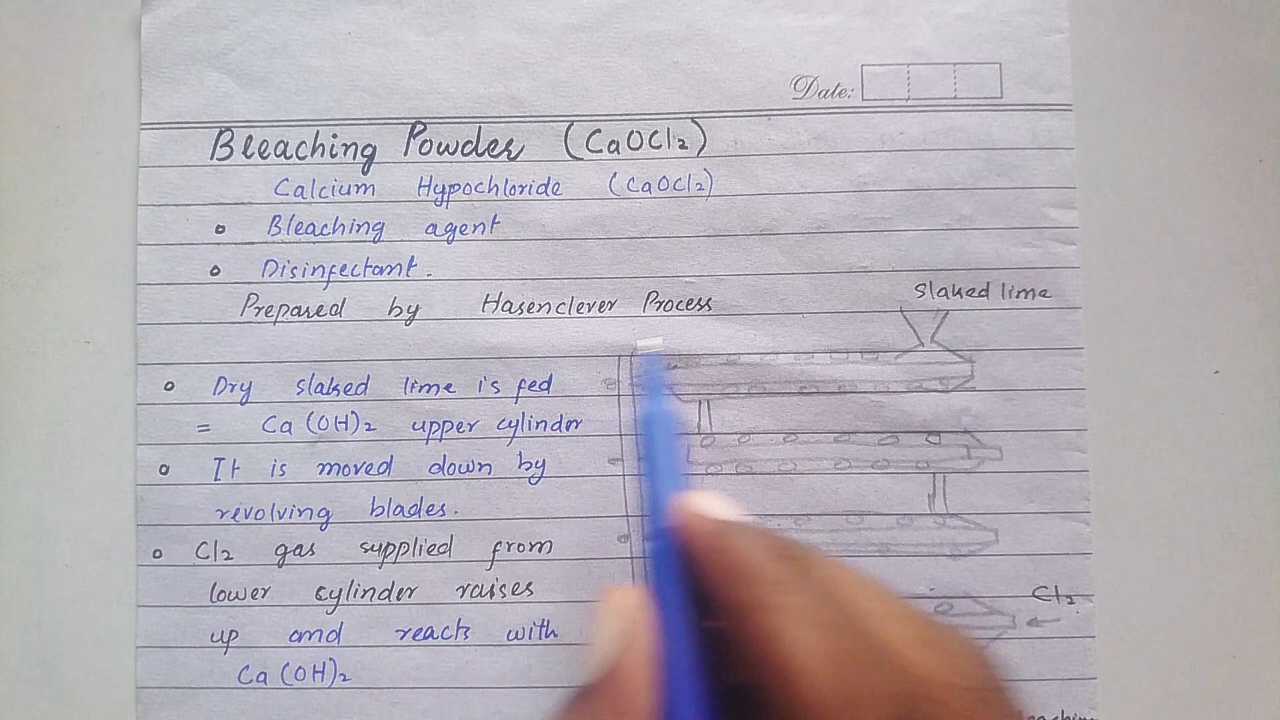 Date:
Bleaching Powder (CaOCl2)
Calcium Hypochloride (CaOCl2)
Bleaching agent
Disinfectant.
Prepared by Hasenclever Process
Slaked lime
Dry slaked lime is fed
= Ca(OH)2 upper cylinder
It is moved down by
revolving blades.
Cl2 gas supplied from
lower cylinder raises
Cl2
up and reacts with
Ca(OH)2